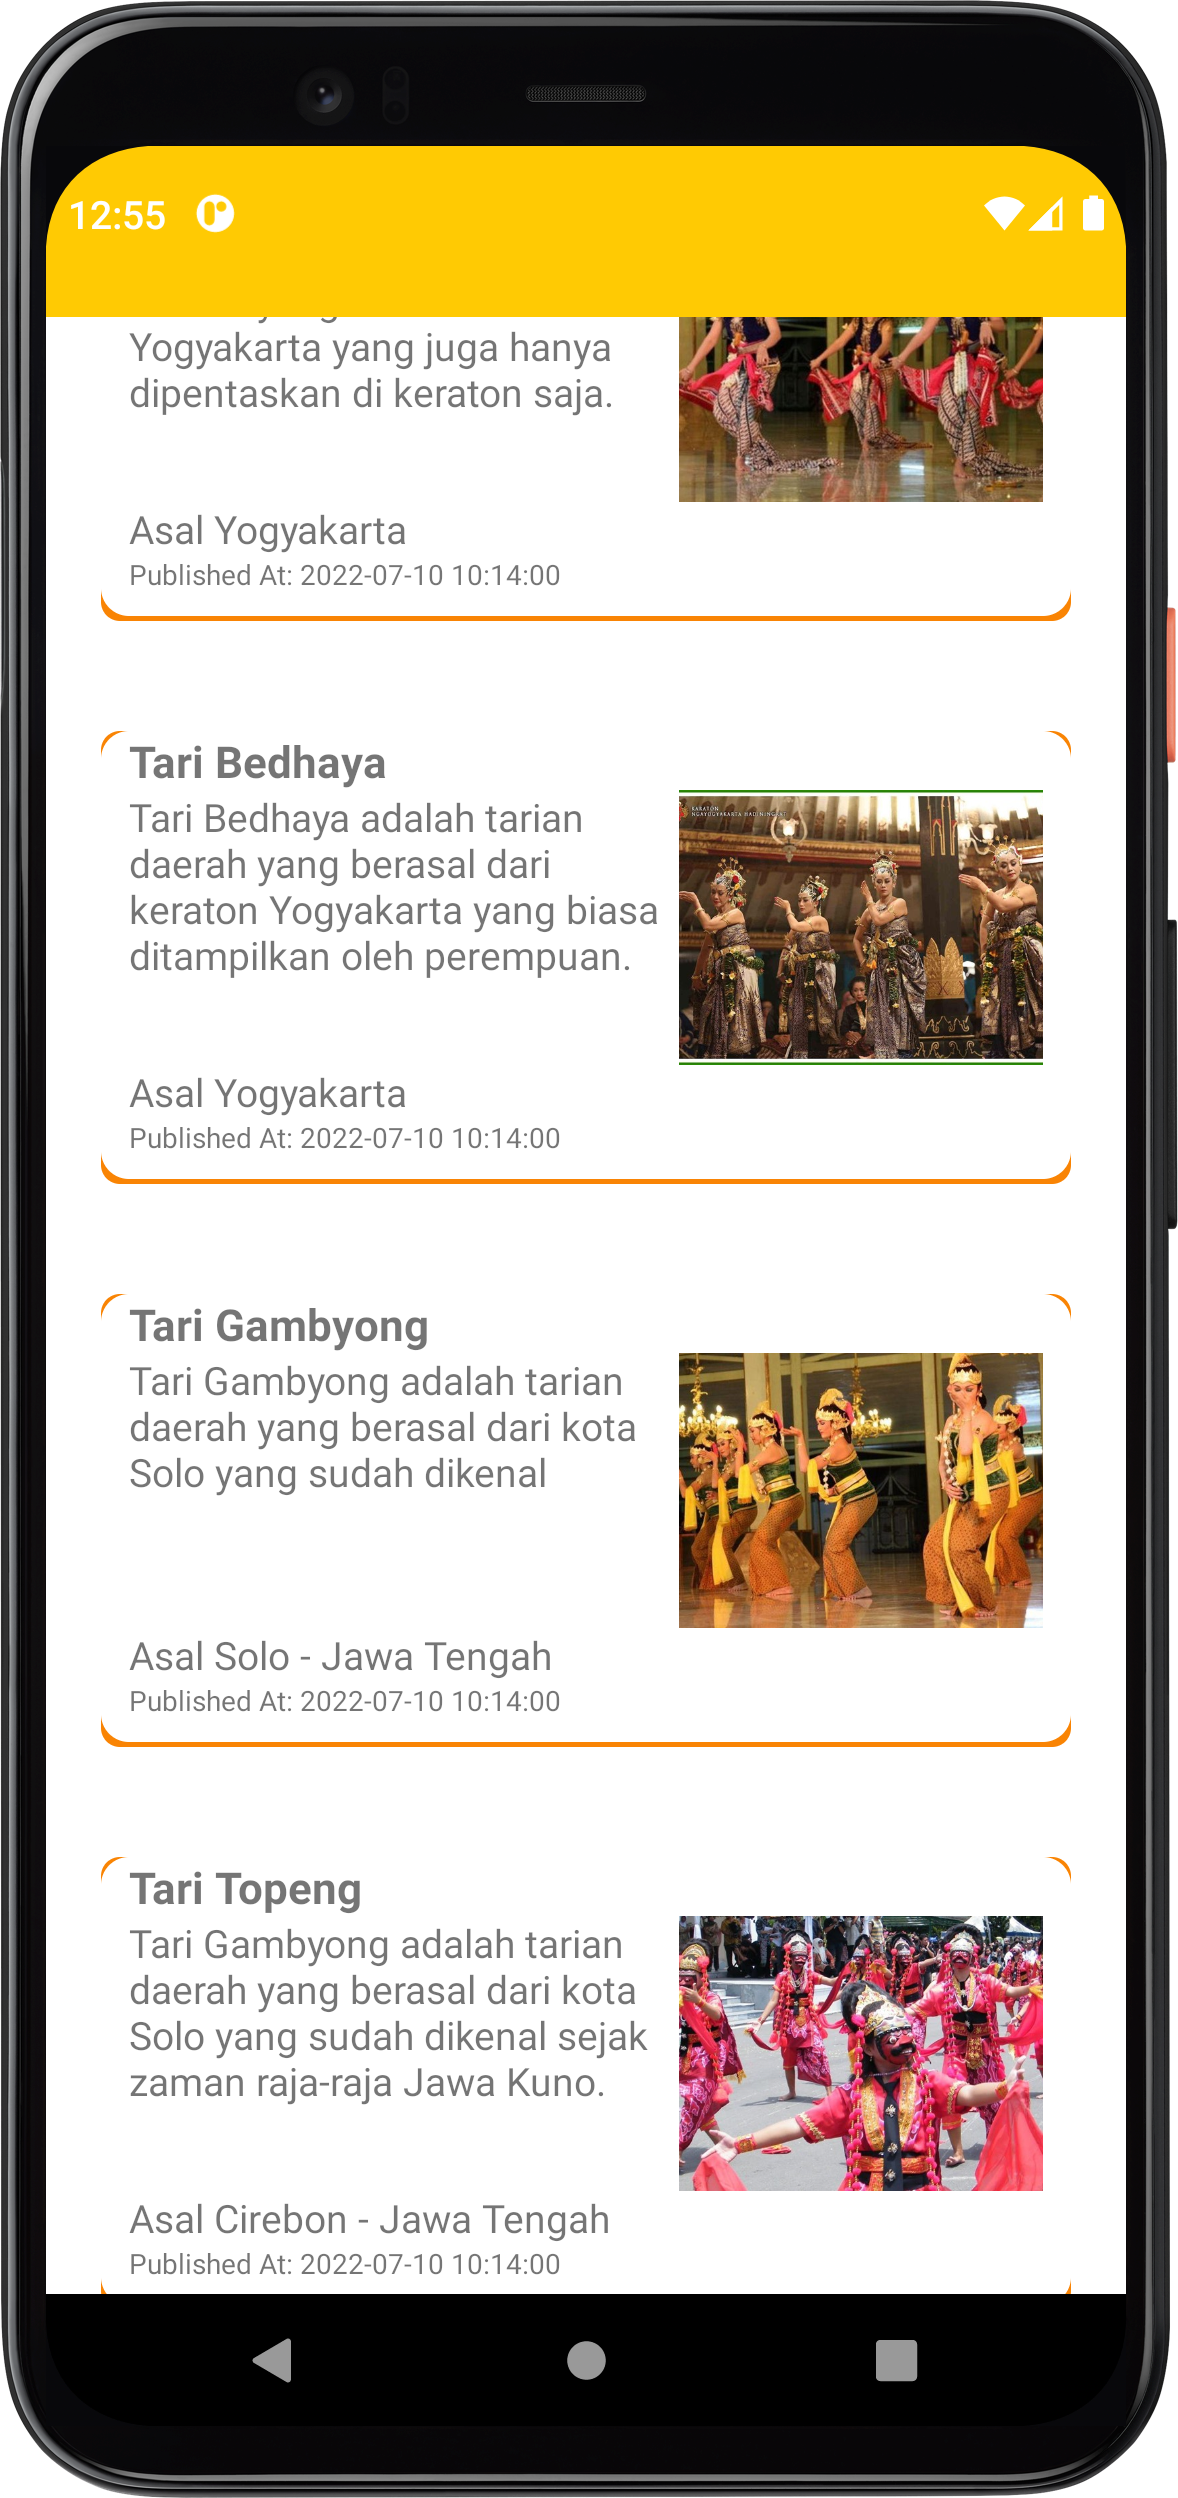 12:55
Yogyakarta yang juga hanya
dipentaskan di keraton saja.
Asal Yogyakarta
Published At: 2022-07-10 10:14:00
Tari Bedhaya
Tari Bedhaya adalah tarian
daerah yang berasal dari
keraton Yogyakarta yang biasa
ditampilkan oleh perempuan.
KARATON
NGAYOGYAKARTA HADININGRAT
Asal Yogyakarta
Published At: 2022-07-10 10:14:00
Tari Gambyong
Tari Gambyong adalah tarian
daerah yang berasal dari kota
Solo yang sudah dikenal
Asal Solo - Jawa Tengah
Published At: 2022-07-10 10:14:00
Tari Topeng
Tari Gambyong adalah tarian
daerah yang berasal dari kota
Solo yang sudah dikenal sejak
zaman raja-raja Jawa Kuno.
Asal Cirebon - Jawa Tengah
Published At: 2022-07-10 10:14:00